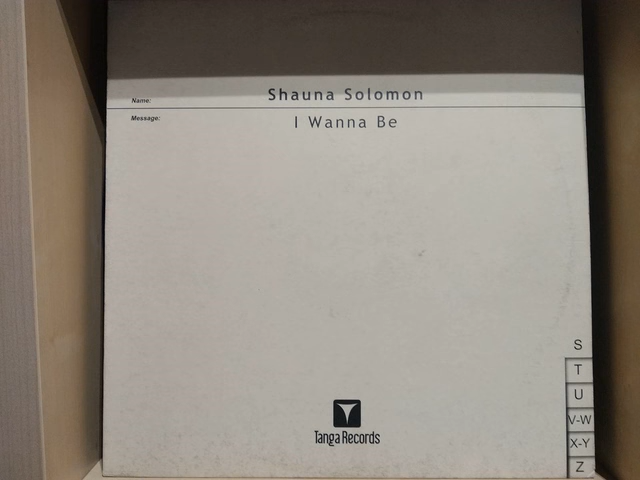 Name: Shauna Solomon
Message: I Wanna Be
S
T
U
V-W
X-Y
Z
Tanga Records